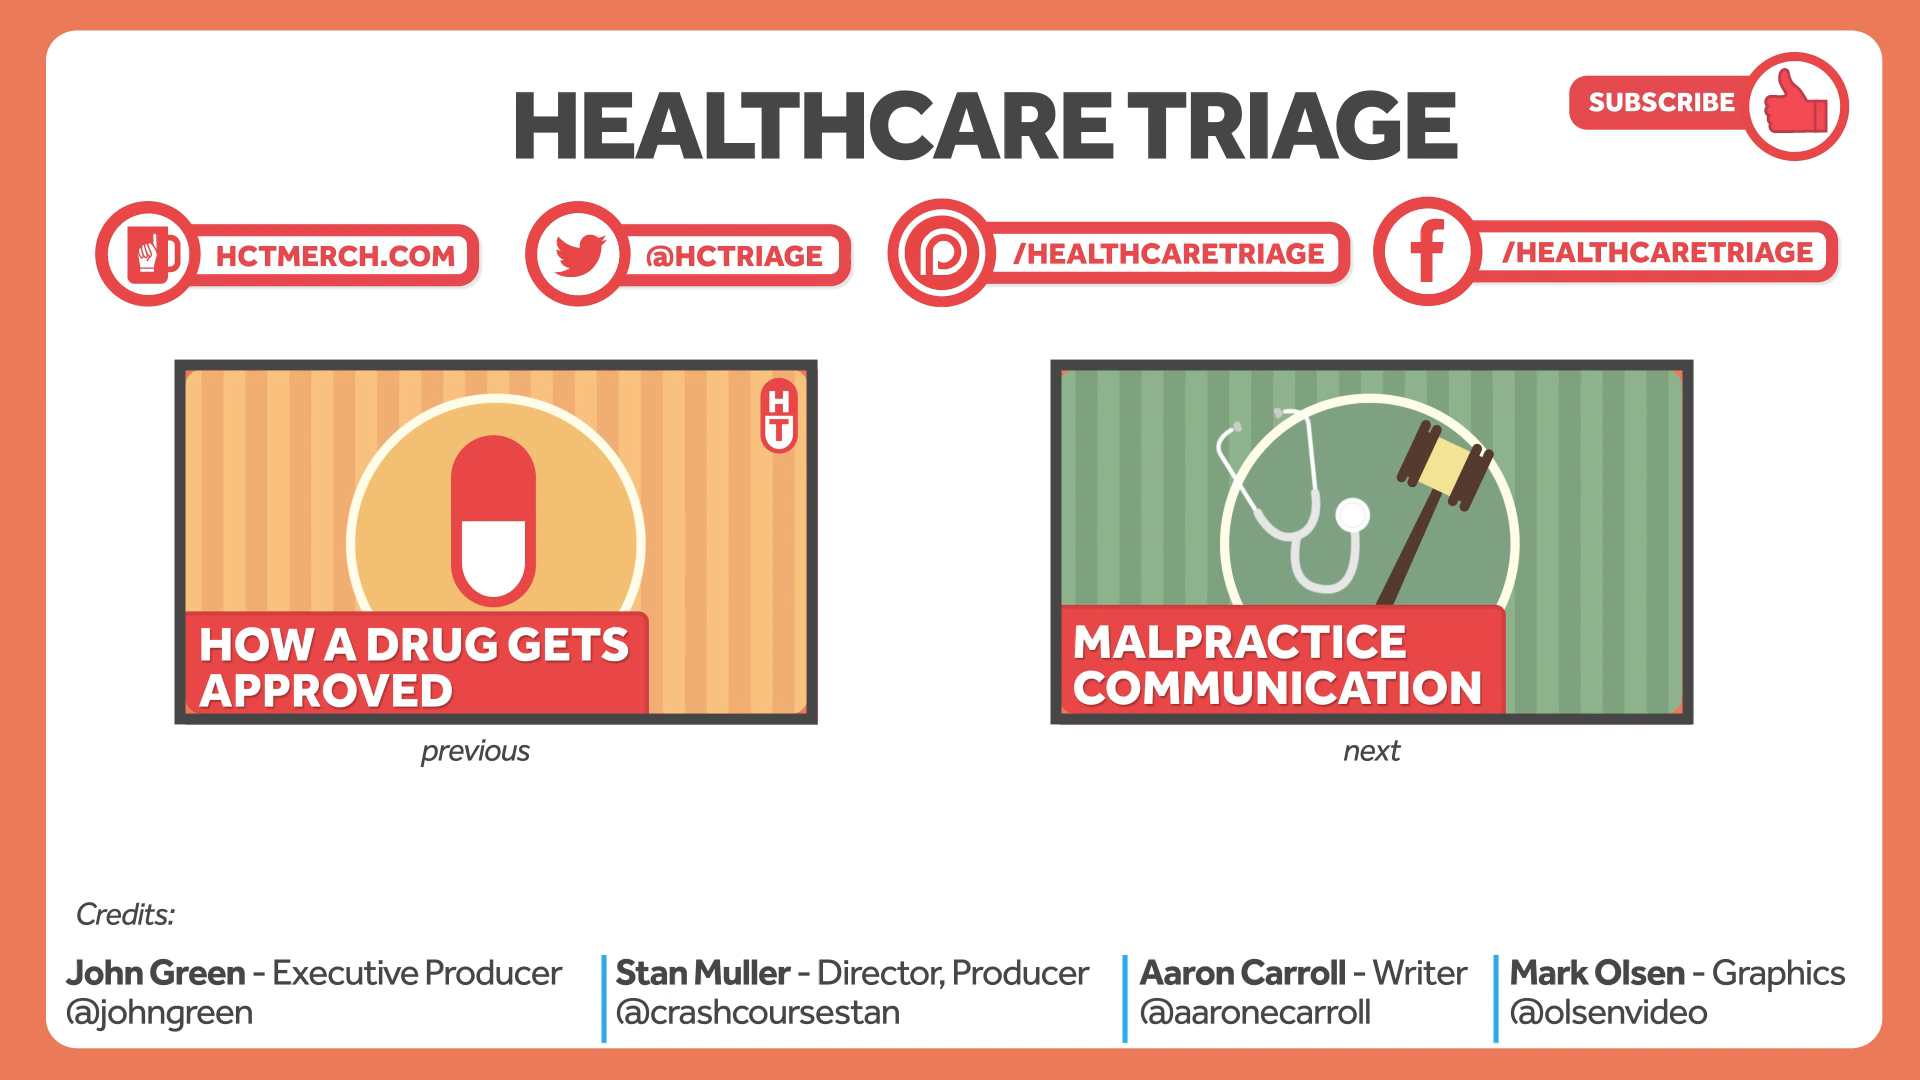 HEALTHCARE TRIAGE
SUBSCRIBE
HCTMERCH.COM
@HCTRIAGE
/HEALTHCARETRIAGE
/HEALTHCARETRIAGE
H
T
HOW A DRUG GETS
APPROVED
previous
MALPRACTICE
COMMUNICATION
next
Credits:
John Green - Executive Producer
@johngreen
Stan Muller - Director, Producer
@crashcoursestan
Aaron Carroll - Writer
@aaronecarroll
Mark Olsen - Graphics
@olsenvideo